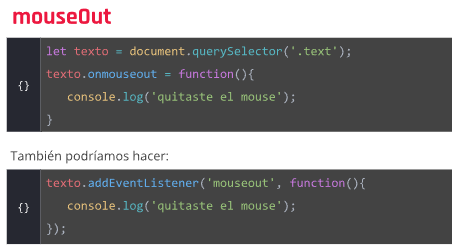 mouseOut
let texto = document.querySelector('.text');
texto.onmouseout = function(){
console.log('quitaste el mouse');
{}
}
También podríamos hacer:
texto.addEventListener('mouseout', function(){
{}
console.log('quitaste el mouse');
});